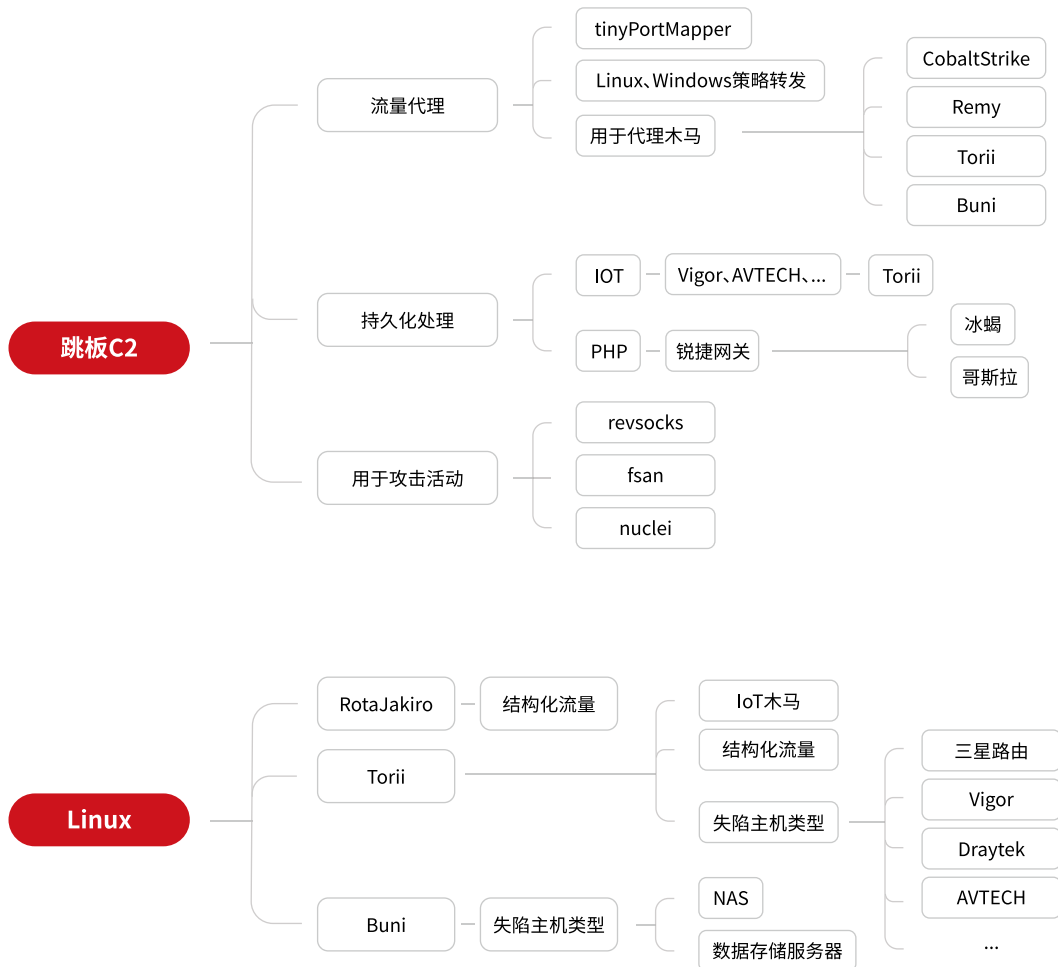 跳板C2
流量代理
tinyPortMapper
Linux、Windows策略转发
用于代理木马
CobaltStrike
Remy
Torii
Buni
持久化处理
IOT
Vigor、AVTECH、...
Torii
PHP
锐捷网关
冰蝎
哥斯拉
用于攻击活动
revsocks
fsan
nuclei
Linux
RotaJakiro
结构化流量
Torii
IoT木马
结构化流量
失陷主机类型
三星路由
Vigor
Draytek
AVTECH
...
Buni
失陷主机类型
NAS
数据存储服务器